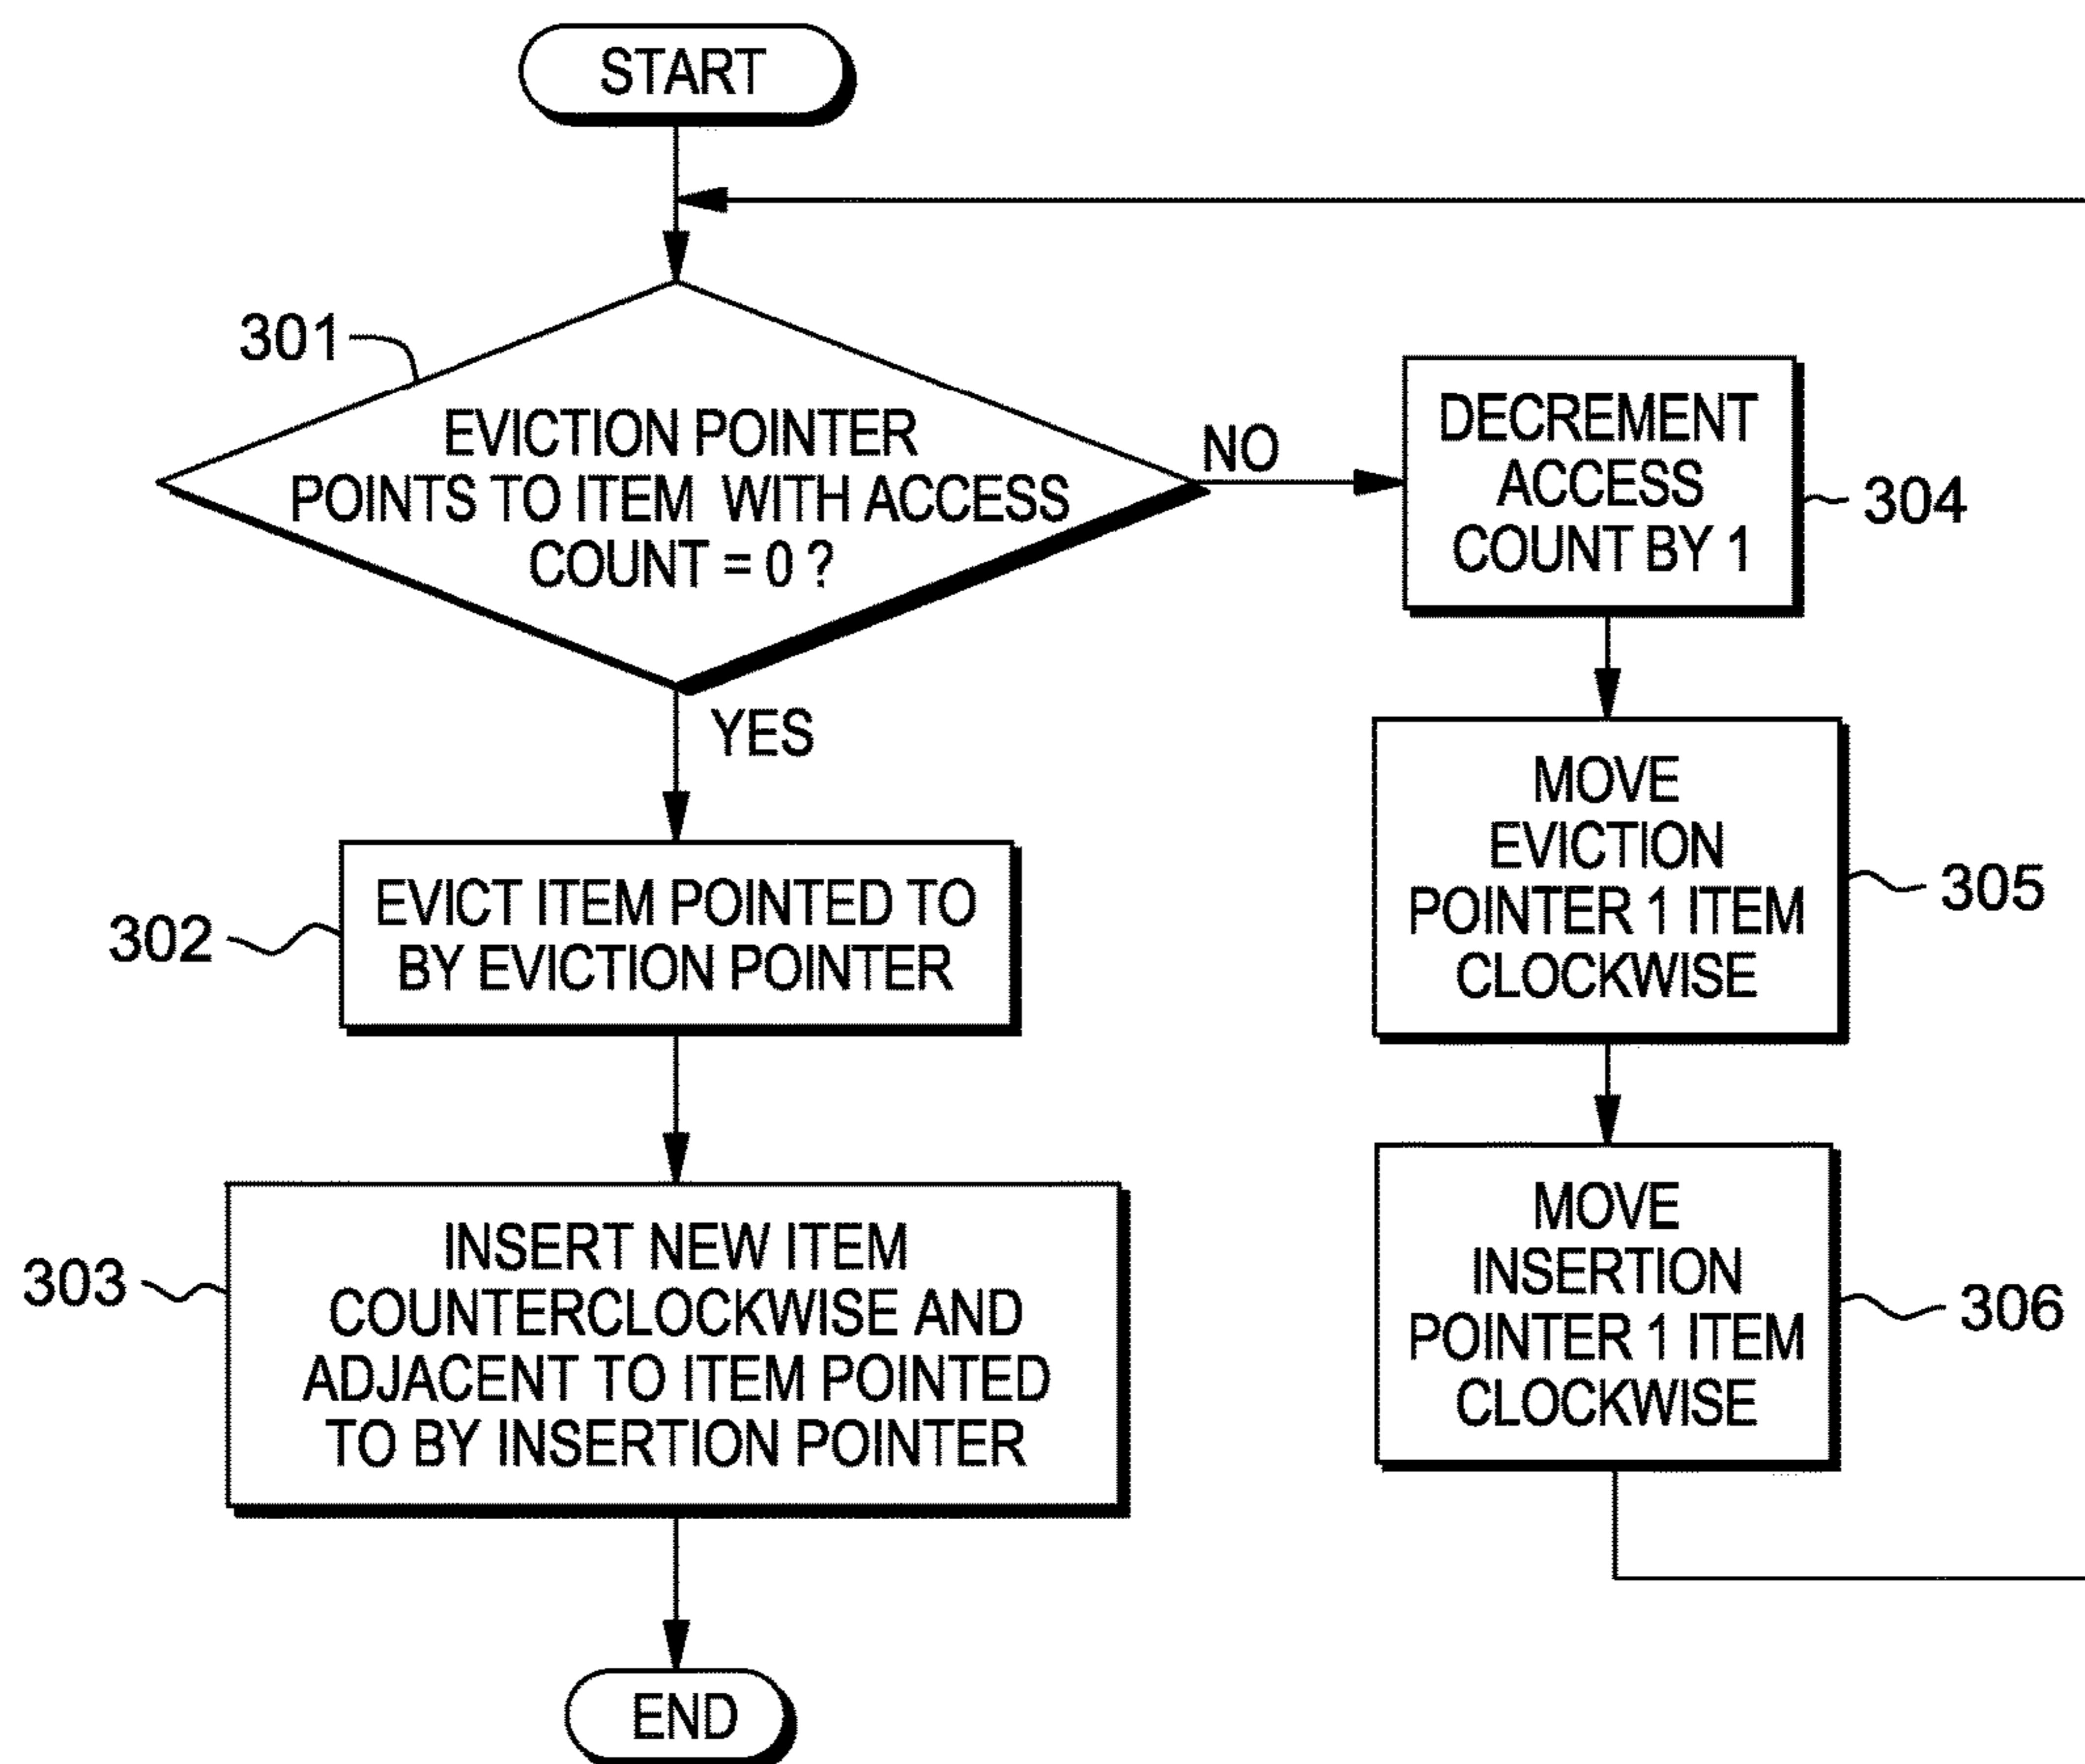 START
301
EVICTION POINTER
POINTS TO ITEM WITH ACCESS
COUNT = 0 ?
NO
YES
302
EVICT ITEM POINTED TO
BY EVICTION POINTER
303
INSERT NEW ITEM
COUNTERCLOCKWISE AND
ADJACENT TO ITEM POINTED
TO BY INSERTION POINTER
END
DECREMENT
ACCESS
COUNT BY 1
304
MOVE
EVICTION
POINTER 1 ITEM
CLOCKWISE
305
MOVE
INSERTION
POINTER 1 ITEM
CLOCKWISE
306